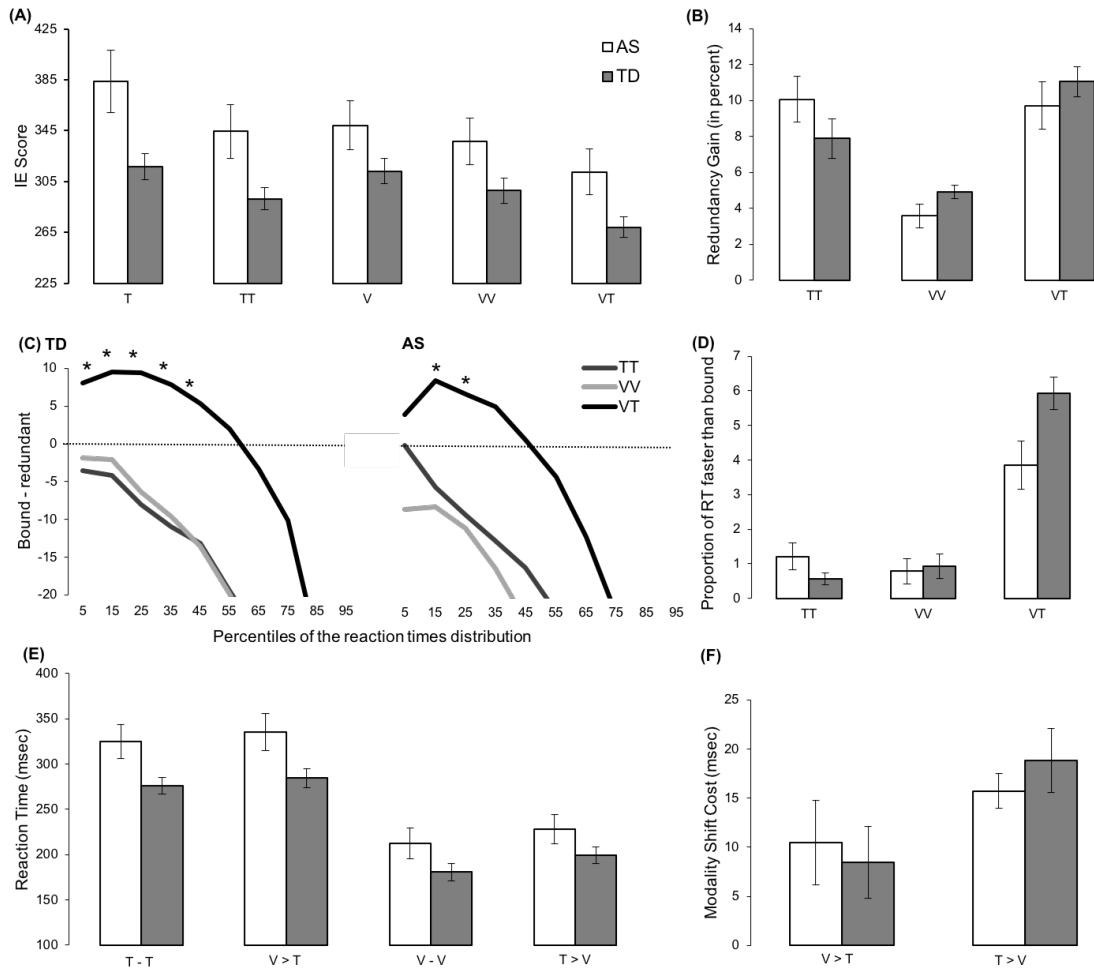 (A)
425
385
345
305
265
225
IE Score
AS
TD
T
TT
V
VV
VT
(B)
14
12
10
8
6
4
2
0
Redundancy Gain (in percent)
TT
VV
VT
(C) TD
AS
10
5
0
-5
-10
-15
-20
Bound - redundant
* * * * *
* *
TT
VV
VT
5 15 25 35 45 55 65 75 85 95
5 15 25 35 45 55 65 75 85 95
Percentiles of the reaction times distribution
(D)
7
6
5
4
3
2
1
0
Proportion of RT faster than bound
TT
VV
VT
(E)
400
350
300
250
200
150
100
Reaction Time (msec)
T - T
V > T
V - V
T > V
(F)
25
20
15
10
5
0
Modality Shift Cost (msec)
V > T
T > V